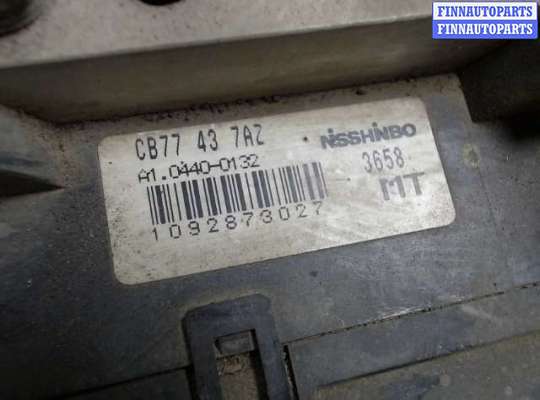 FINNAUTOPARTS
FINNAUTOPARTS
CB77 43 7AZ NISSHINBO
A1.0440-0132 3658
MT
1092873027